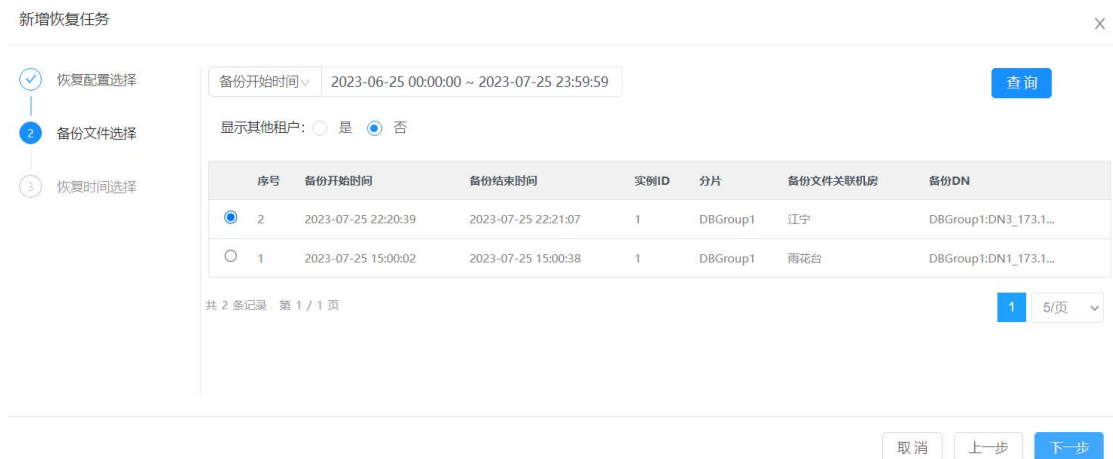 新增恢复任务
恢复配置选择
2 备份文件选择
3 恢复时间选择
备份开始时间 2023-06-25 00:00:00 ~ 2023-07-25 23:59:59 查询
显示其他租户: 是 否
序号 备份开始时间 备份结束时间 实例ID 分片 备份文件关联机房 备份DN
2 2023-07-25 22:20:39 2023-07-25 22:21:07 1 DBGroup1 江宁 DBGroup1:DN3_173.1...
1 2023-07-25 15:00:02 2023-07-25 15:00:38 1 DBGroup1 雨花台 DBGroup1:DN1_173.1...
共 2 条记录 第 1 / 1 页 1 5/页
取消 上一步 下一步